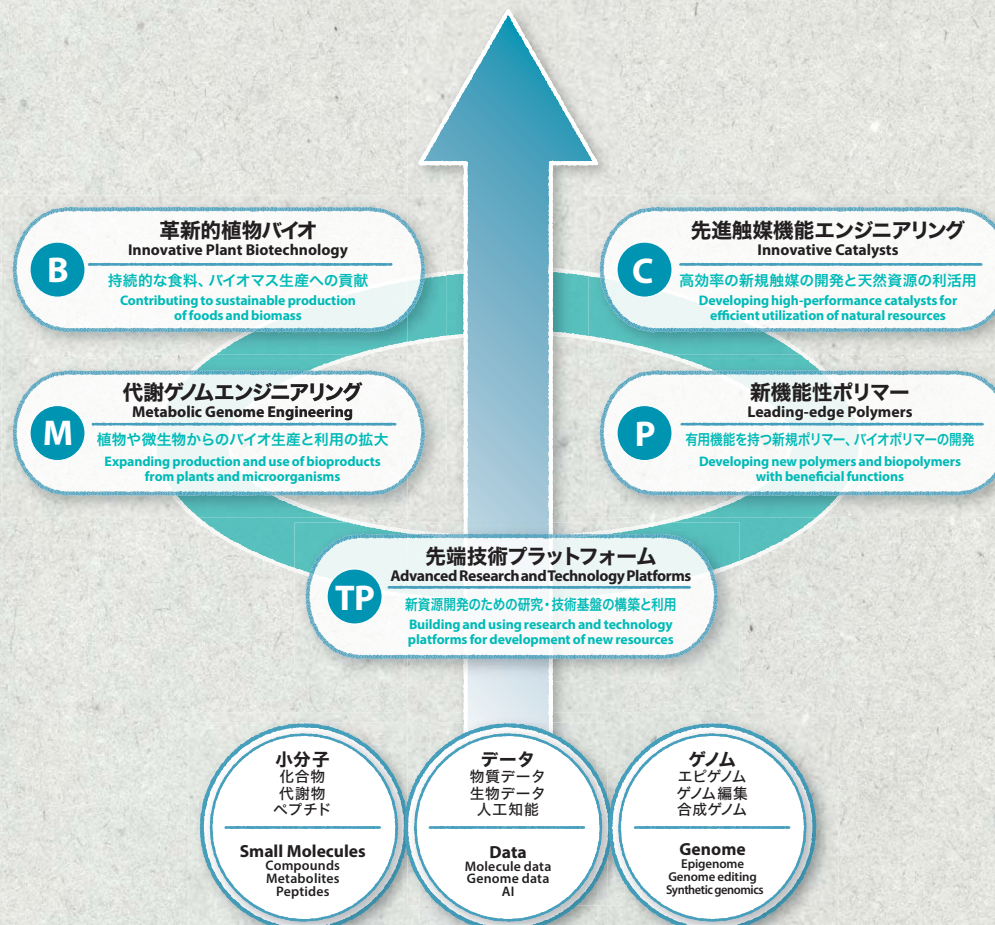 B
革新的植物バイオ
Innovative Plant Biotechnology
持続的な食料、バイオマス生産への貢献
Contributing to sustainable production
of foods and biomass
C
先進触媒機能エンジニアリング
Innovative Catalysts
高効率の新規触媒の開発と天然資源の利活用
Developing high-performance catalysts for
efficient utilization of natural resources
M
代謝ゲノムエンジニアリング
Metabolic Genome Engineering
植物や微生物からのバイオ生産と利用の拡大
Expanding production and use of bioproducts
from plants and microorganisms
P
新機能性ポリマー
Leading-edge Polymers
有用機能を持つ新規ポリマー、バイオポリマーの開発
Developing new polymers and biopolymers
with beneficial functions
TP
先端技術プラットフォーム
Advanced Research and Technology Platforms
新資源開発のための研究・技術基盤の構築と利用
Building and using research and technology
platforms for development of new resources
小分子
化合物
代謝物
ペプチド
Small Molecules
Compounds
Metabolites
Peptides
データ
物質データ
生物データ
人工知能
Data
Molecule data
Genome data
AI
ゲノム
エピゲノム
ゲノム編集
合成ゲノム
Genome
Epigenome
Genome editing
Synthetic genomics